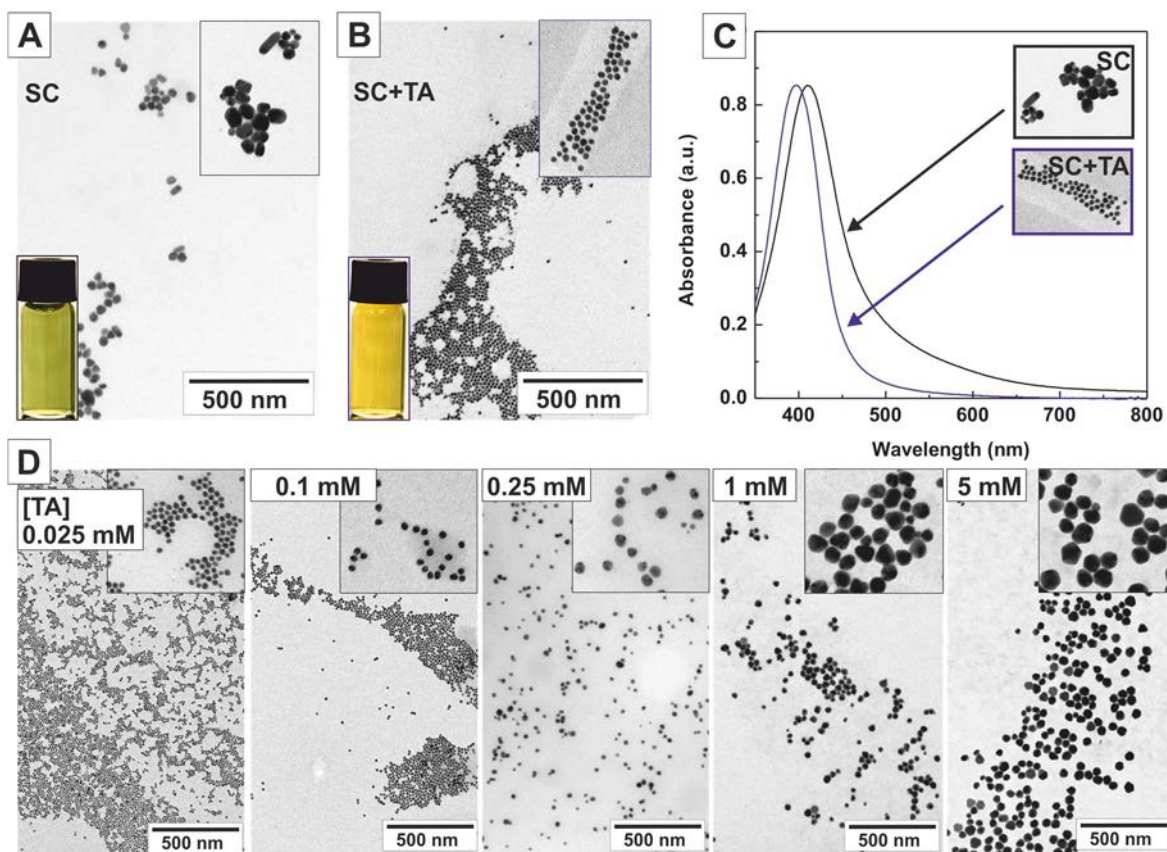 A
SC
500 nm
B
SC+TA
500 nm
C
Absorbance (a.u.)
0.8
0.6
0.4
0.2
0.0
400
500
600
700
800
Wavelength (nm)
SC
SC+TA
D
[TA]
0.025 mM
500 nm
0.1 mM
500 nm
0.25 mM
500 nm
1 mM
500 nm
5 mM
500 nm